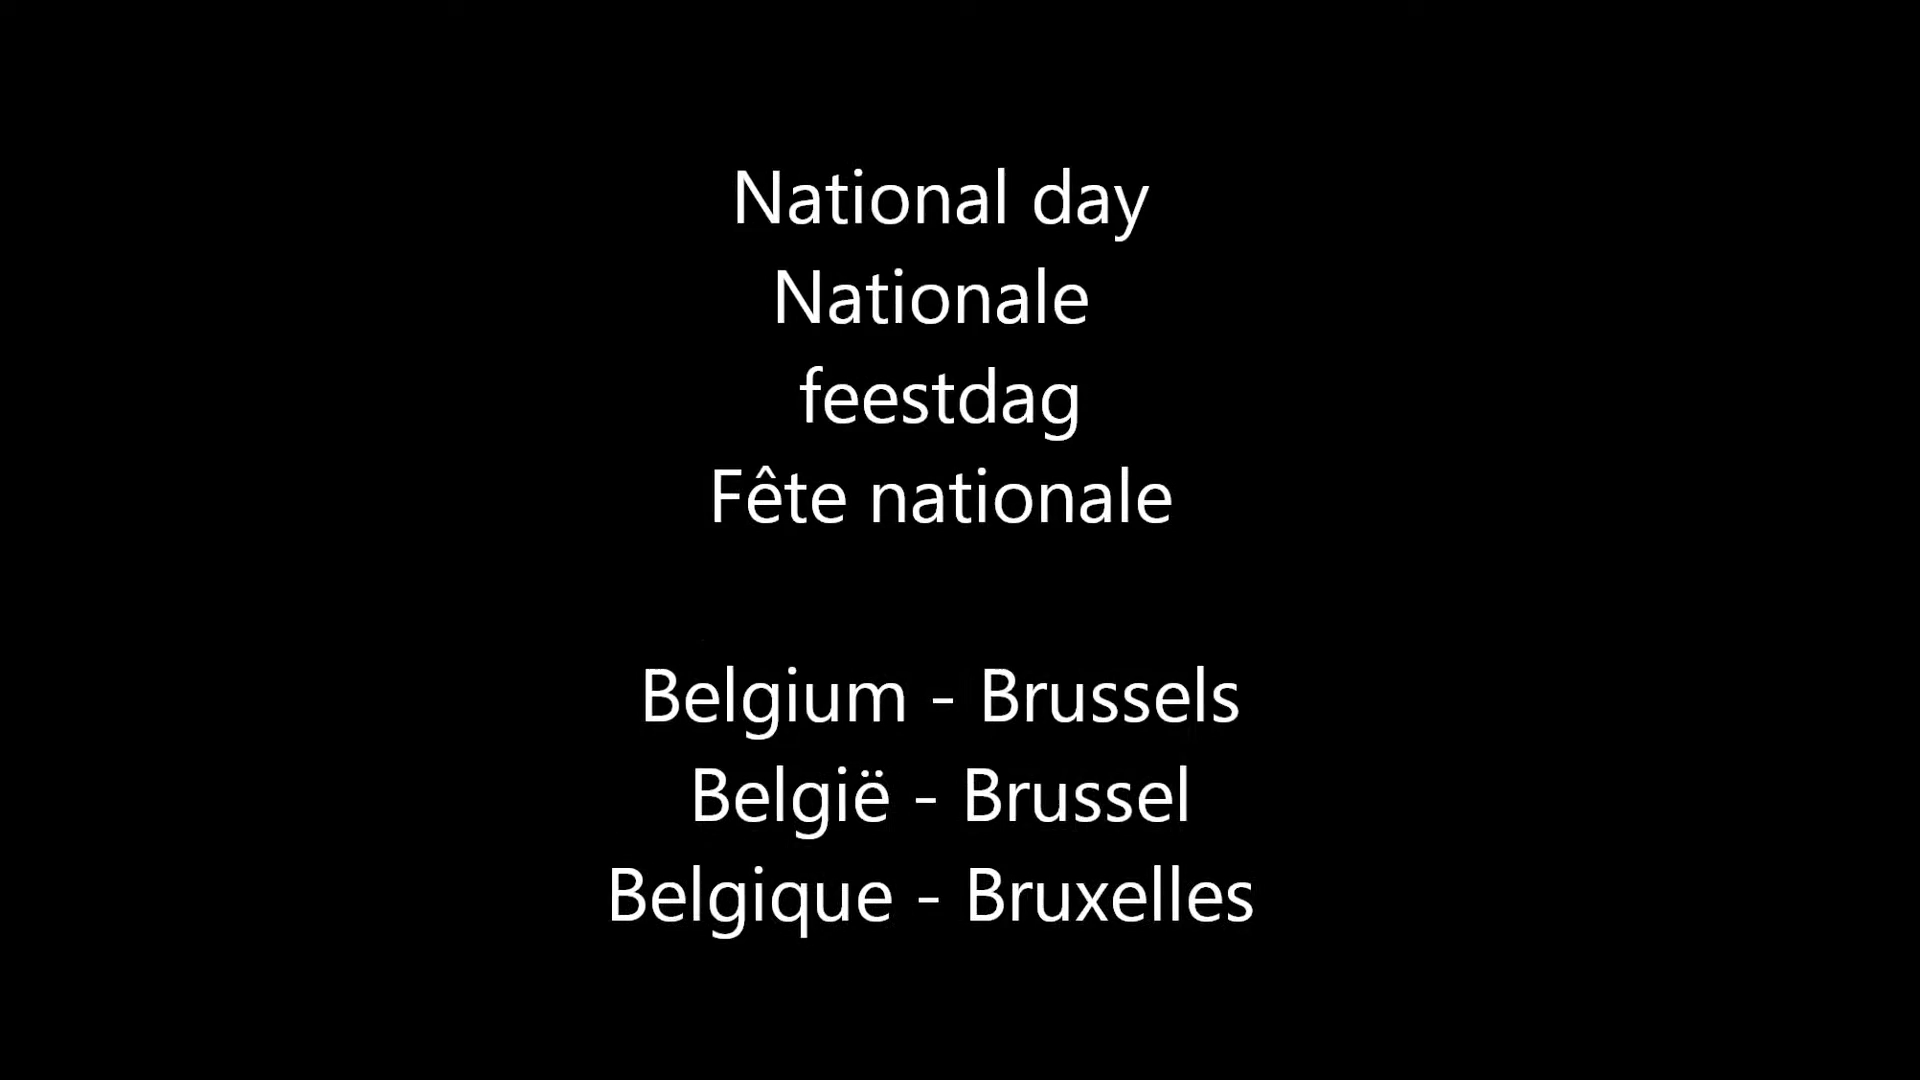 National day
Nationale
feestdag
Fête nationale
Belgium - Brussels
België - Brussel
Belgique - Bruxelles